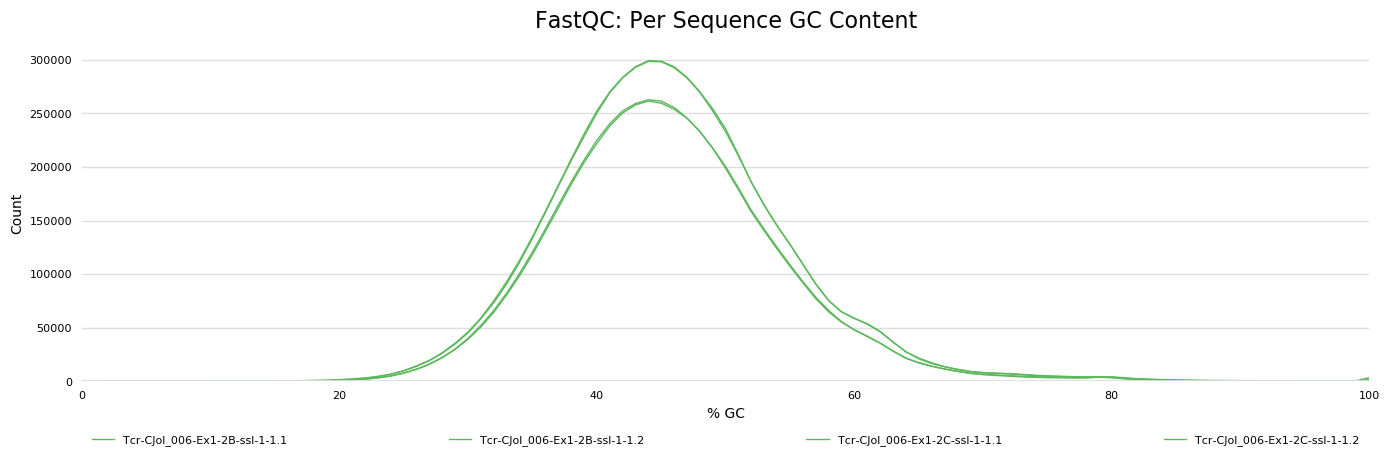 FastQC: Per Sequence GC Content
300000
250000
200000
150000
100000
50000
0
Count
0 20 40 60 80 100
% GC
Tcr-CJol_006-Ex1-2B-ssl-1-1.1 Tcr-CJol_006-Ex1-2B-ssl-1-1.2 Tcr-CJol_006-Ex1-2C-ssl-1-1.1 Tcr-CJol_006-Ex1-2C-ssl-1-1.2